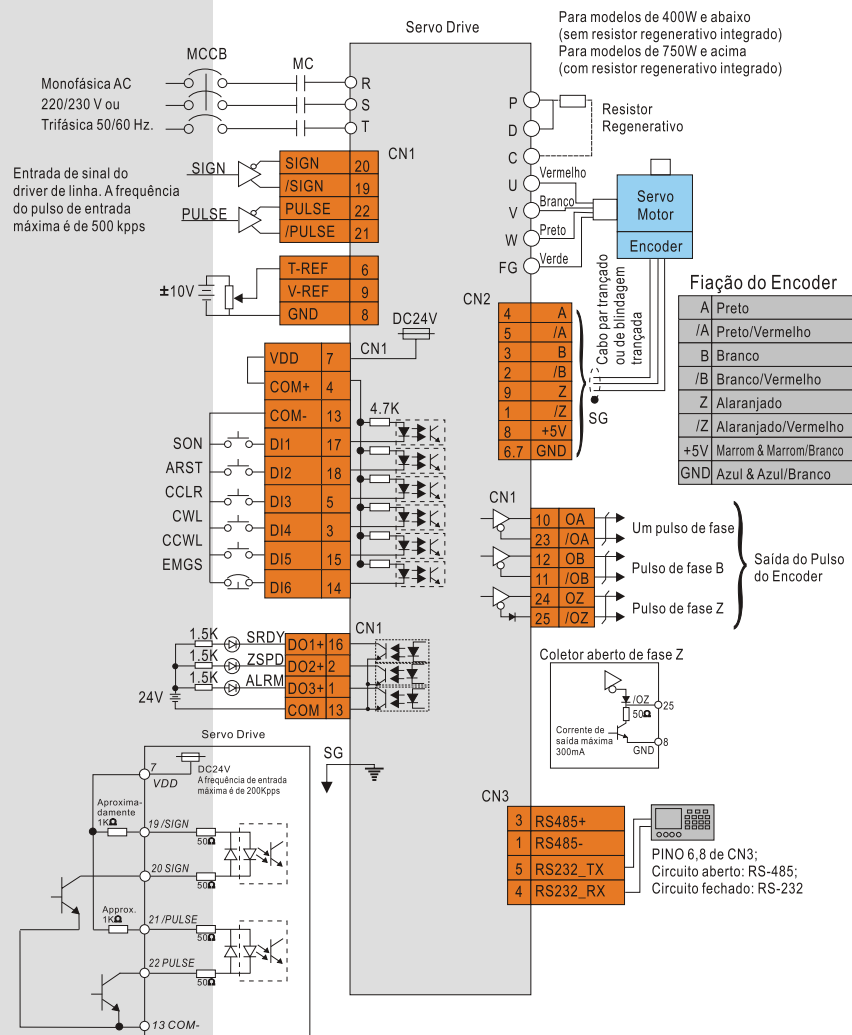 Servo Drive
Para modelos de 400W e abaixo
(sem resistor regenerativo integrado)
Para modelos de 750W e acima
(com resistor regenerativo integrado)
MCCB
MC
Monofásica AC
220/230 V ou
Trifásica 50/60 Hz.
R
S
T
P
D
C
U
V
W
FG
Resistor
Regenerativo
Vermelho
Branco
Preto
Verde
Servo
Motor
Encoder
Entrada de sinal do
driver de linha. A frequência
do pulso de entrada
máxima é de 500 kpps
SIGN
PULSE
CN1
SIGN 20
/SIGN 19
PULSE 22
/PULSE 21
±10V
T-REF 6
V-REF 9
GND 8
DC24V
CN1
VDD 7
COM+ 4
COM- 13
DI1 17
DI2 18
DI3 5
DI4 3
DI5 15
DI6 14
4.7K
SON
ARST
CCLR
CWL
CCWL
EMGS
CN2
4 A
5 /A
3 B
2 /B
9 Z
1 /Z
8 +5V
6.7 GND
Cabo par trançado
ou de blindagem
trançada
SG
Fiação do Encoder
A Preto
/A Preto/Vermelho
B Branco
/B Branco/Vermelho
Z Alaranjado
/Z Alaranjado/Vermelho
+5V Marrom & Marrom/Branco
GND Azul & Azul/Branco
CN1
10 OA
23 /OA
12 OB
11 /OB
24 OZ
25 /OZ
Um pulso de fase
Pulso de fase B
Pulso de fase Z
Saída do Pulso
do Encoder
CN1
1.5K
1.5K
1.5K
SRDY
ZSPD
ALRM
24V
DO1+ 16
DO2+ 2
DO3+ 1
COM 13
Coletor aberto de fase Z
/OZ
50Ω
25
Corrente de
saída máxima
300mA
GND
8
SG
Servo Drive
7
VDD
DC24V
A frequência de entrada
máxima é de 200Kpps
Aproxima-
damente
1KΩ
19 /SIGN
50Ω
20 SIGN
50Ω
Approx.
1KΩ
21 /PULSE
50Ω
22 PULSE
50Ω
13 COM-
CN3
3 RS485+
1 RS485-
5 RS232_TX
4 RS232_RX
PINO 6,8 de CN3;
Circuito aberto: RS-485;
Circuito fechado: RS-232